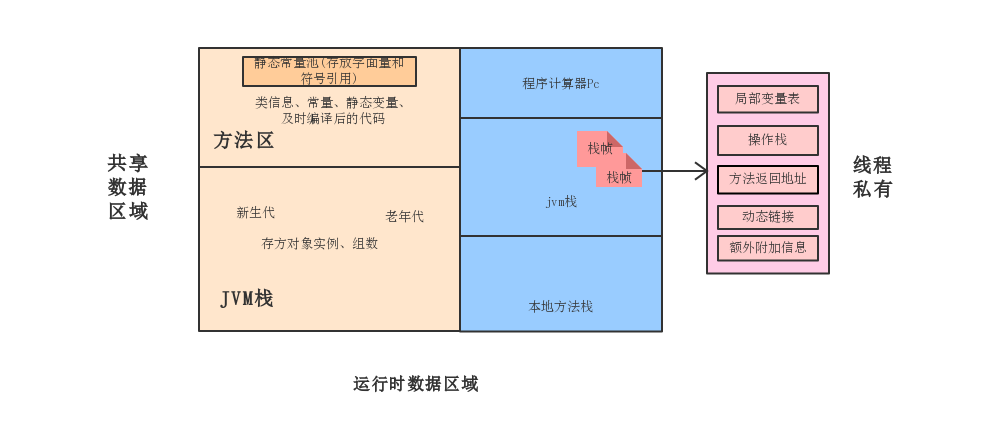 静态常量池(存放字面量和
符号引用)
类信息、常量、静态变量、
及时编译后的代码
方法区
共享
数据
区域
新生代
老年代
存方对象实例、组数
JVM栈
程序计算器Pc
栈帧
栈帧
jvm栈
本地方法栈
局部变量表
操作栈
方法返回地址
动态链接
额外附加信息
线程
私有
运行时数据区域